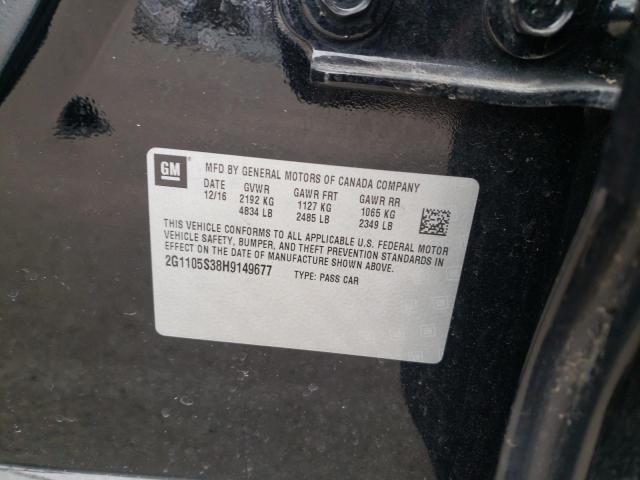 GM
MFD BY GENERAL MOTORS OF CANADA COMPANY
DATE GVWR GAWR FRT GAWR RR
12/16 2192 KG 1127 KG 1065 KG
4834 LB 2485 LB 2349 LB
THIS VEHICLE CONFORMS TO ALL APPLICABLE U.S. FEDERAL MOTOR
VEHICLE SAFETY, BUMPER, AND THEFT PREVENTION STANDARDS IN
EFFECT ON THE DATE OF MANUFACTURE SHOWN ABOVE.
2G1105S38H9149677 TYPE: PASS CAR